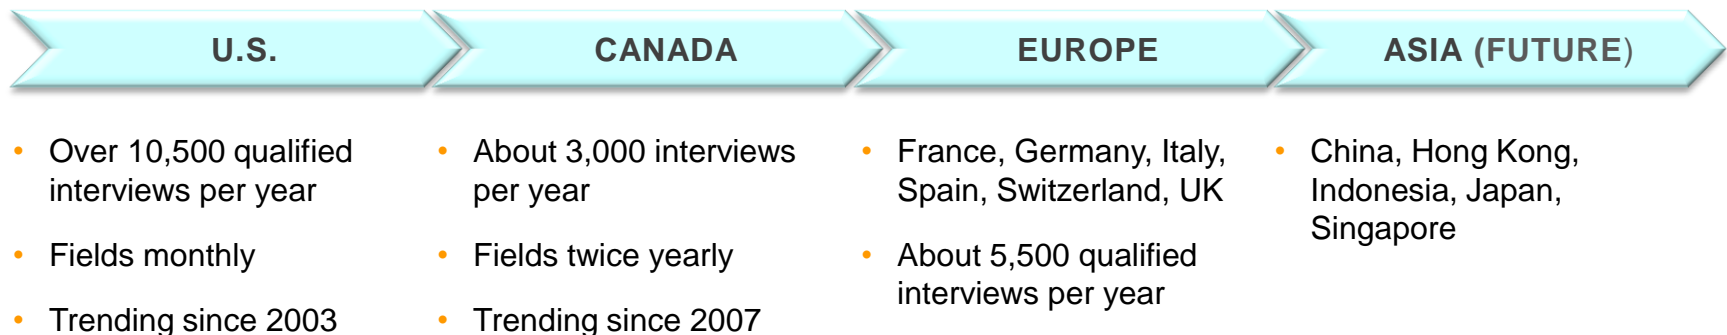 U.S.
CANADA
EUROPE
ASIA (FUTURE)
• Over 10,500 qualified
interviews per year
• Fields monthly
• Trending since 2003
• About 3,000 interviews
per year
• Fields twice yearly
• Trending since 2007
• France, Germany, Italy,
Spain, Switzerland, UK
• About 5,500 qualified
interviews per year
• China, Hong Kong,
Indonesia, Japan,
Singapore